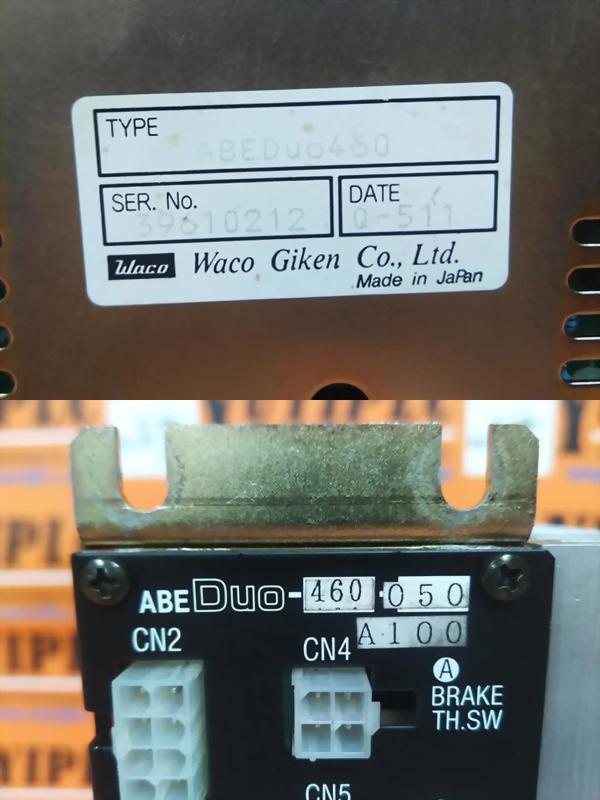 TYPE
ABEDuo460
SER. No.
39610212
DATE
Q-511
Waco Waco Giken Co., Ltd.
Made in JaPan
ABE Duo-460·050
A·100
CN2
CN4
A
BRAKE
TH.SW
CN5